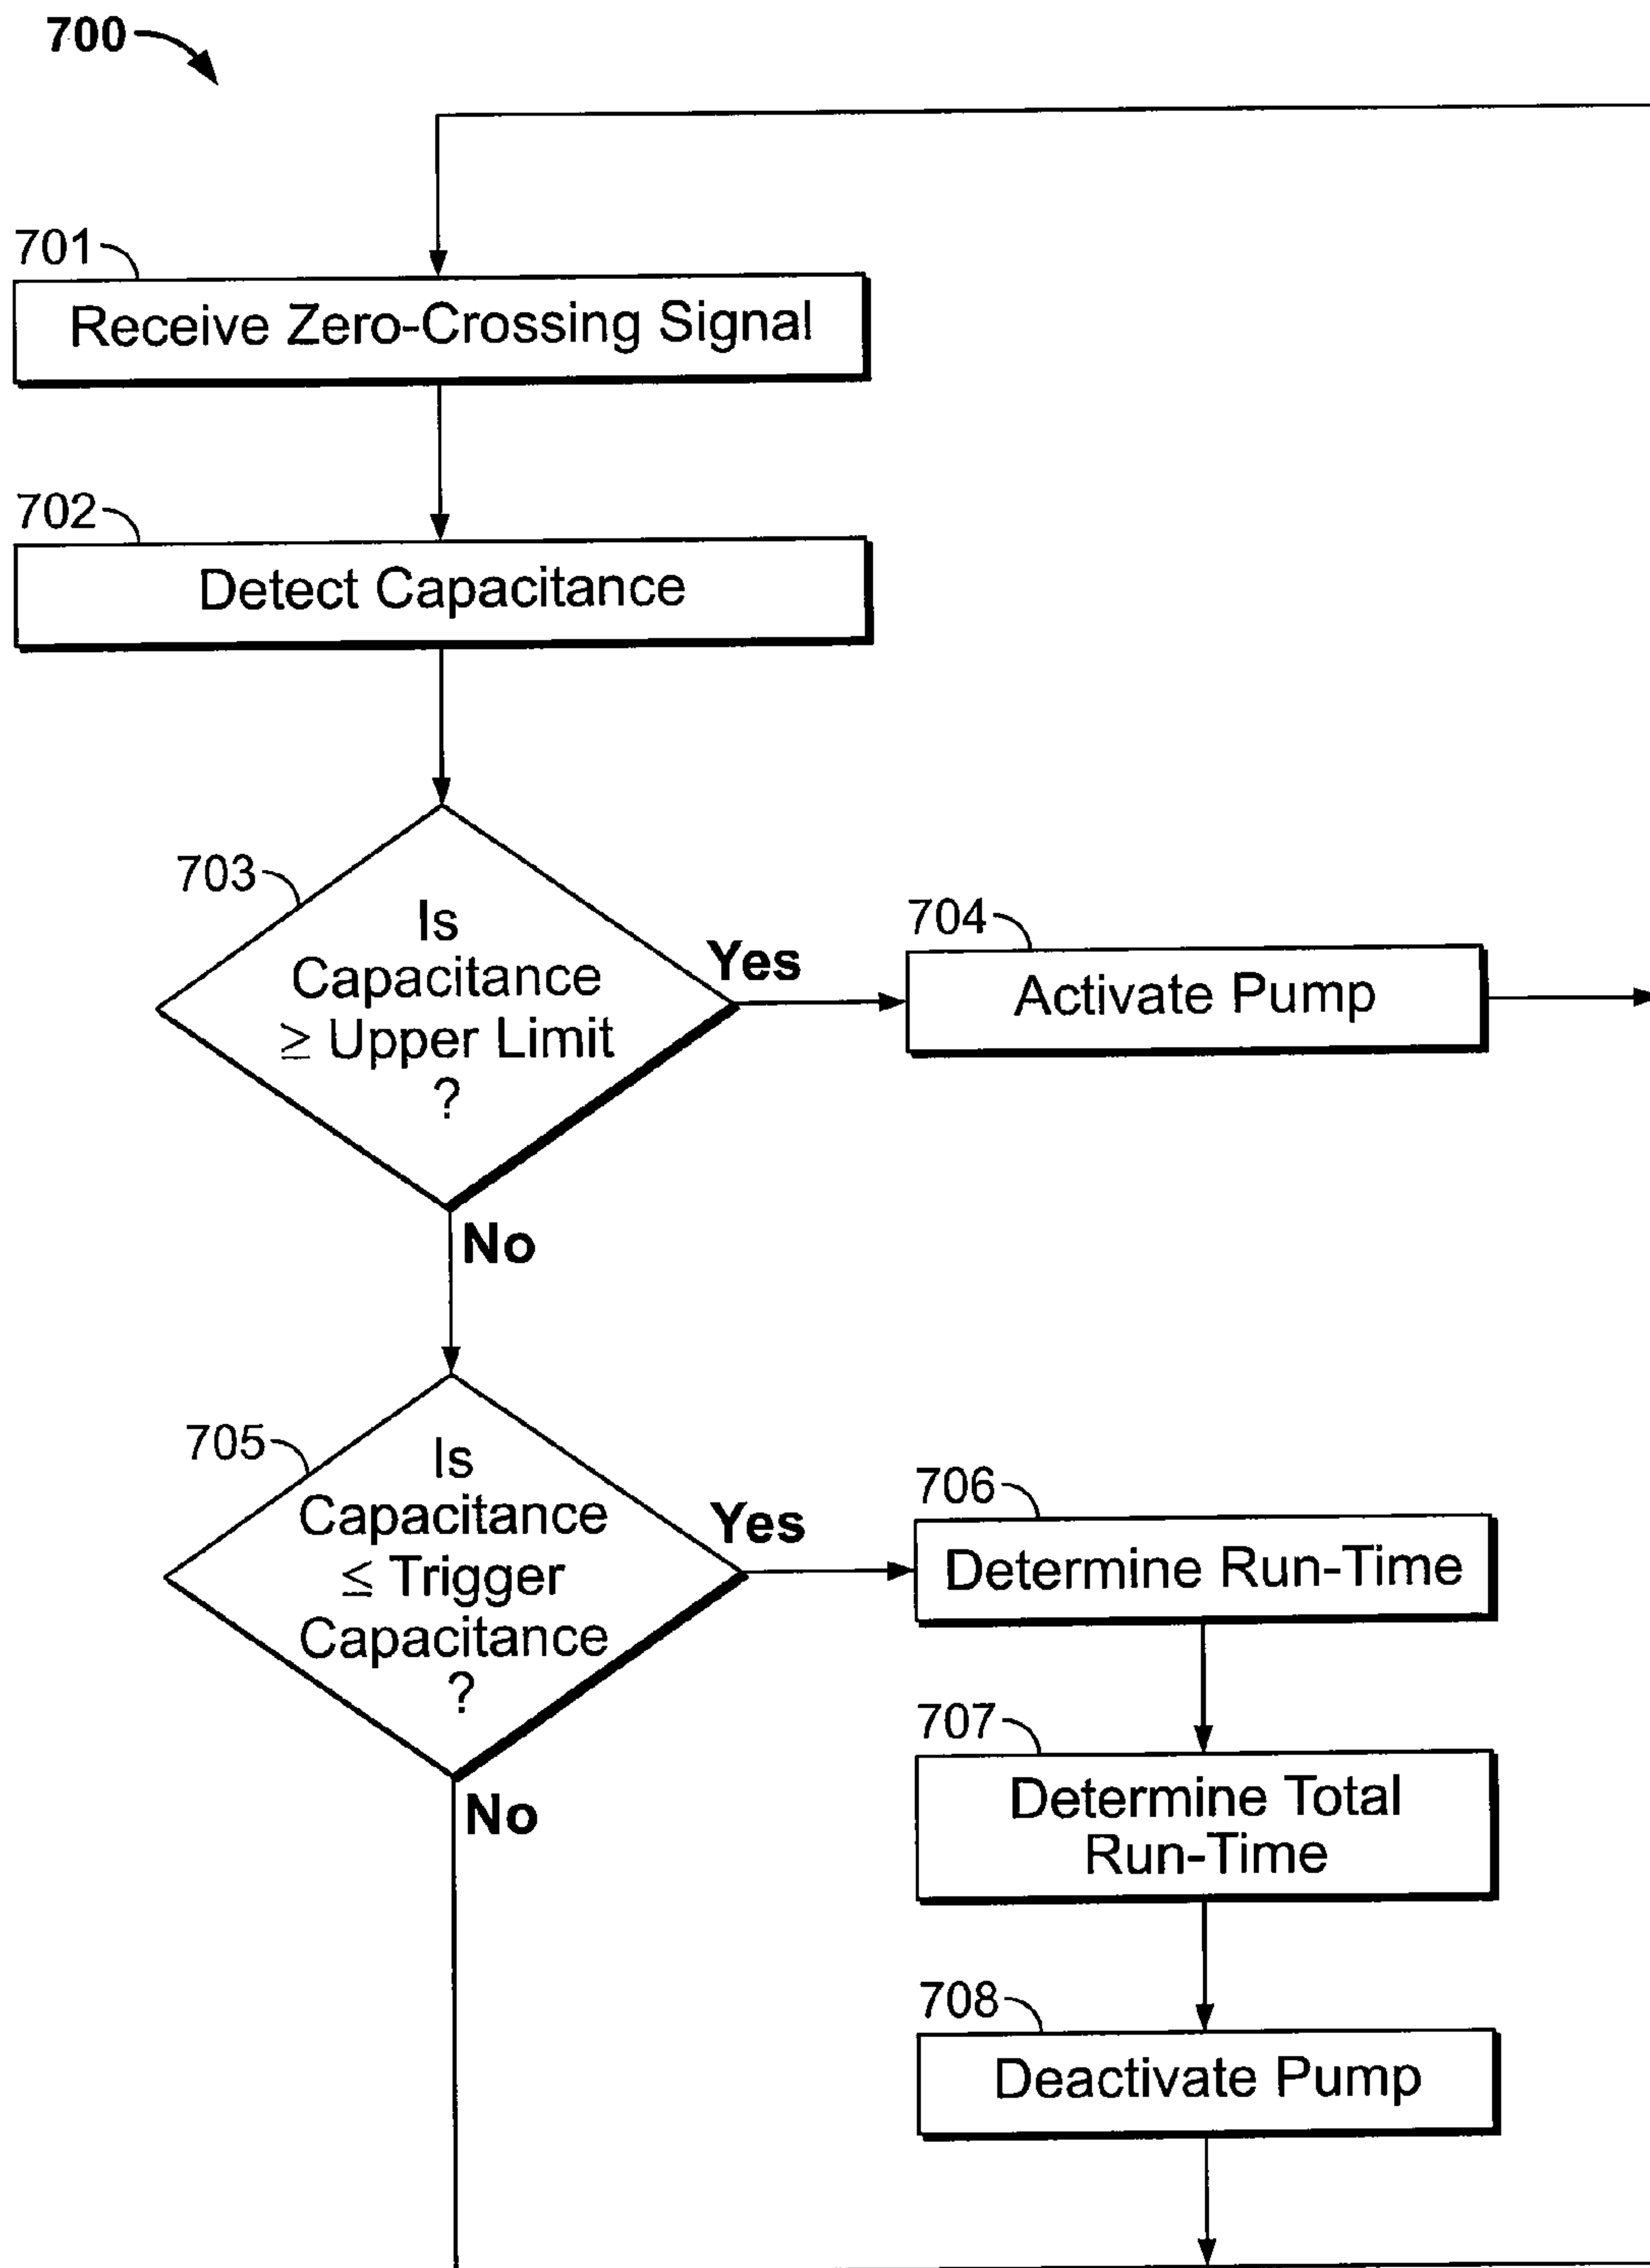 700
701
Receive Zero-Crossing Signal
702
Detect Capacitance
703
Is
Capacitance
≥ Upper Limit
?
Yes
704
Activate Pump
No
705
Is
Capacitance
≤ Trigger
Capacitance
?
Yes
706
Determine Run-Time
707
Determine Total
Run-Time
No
708
Deactivate Pump